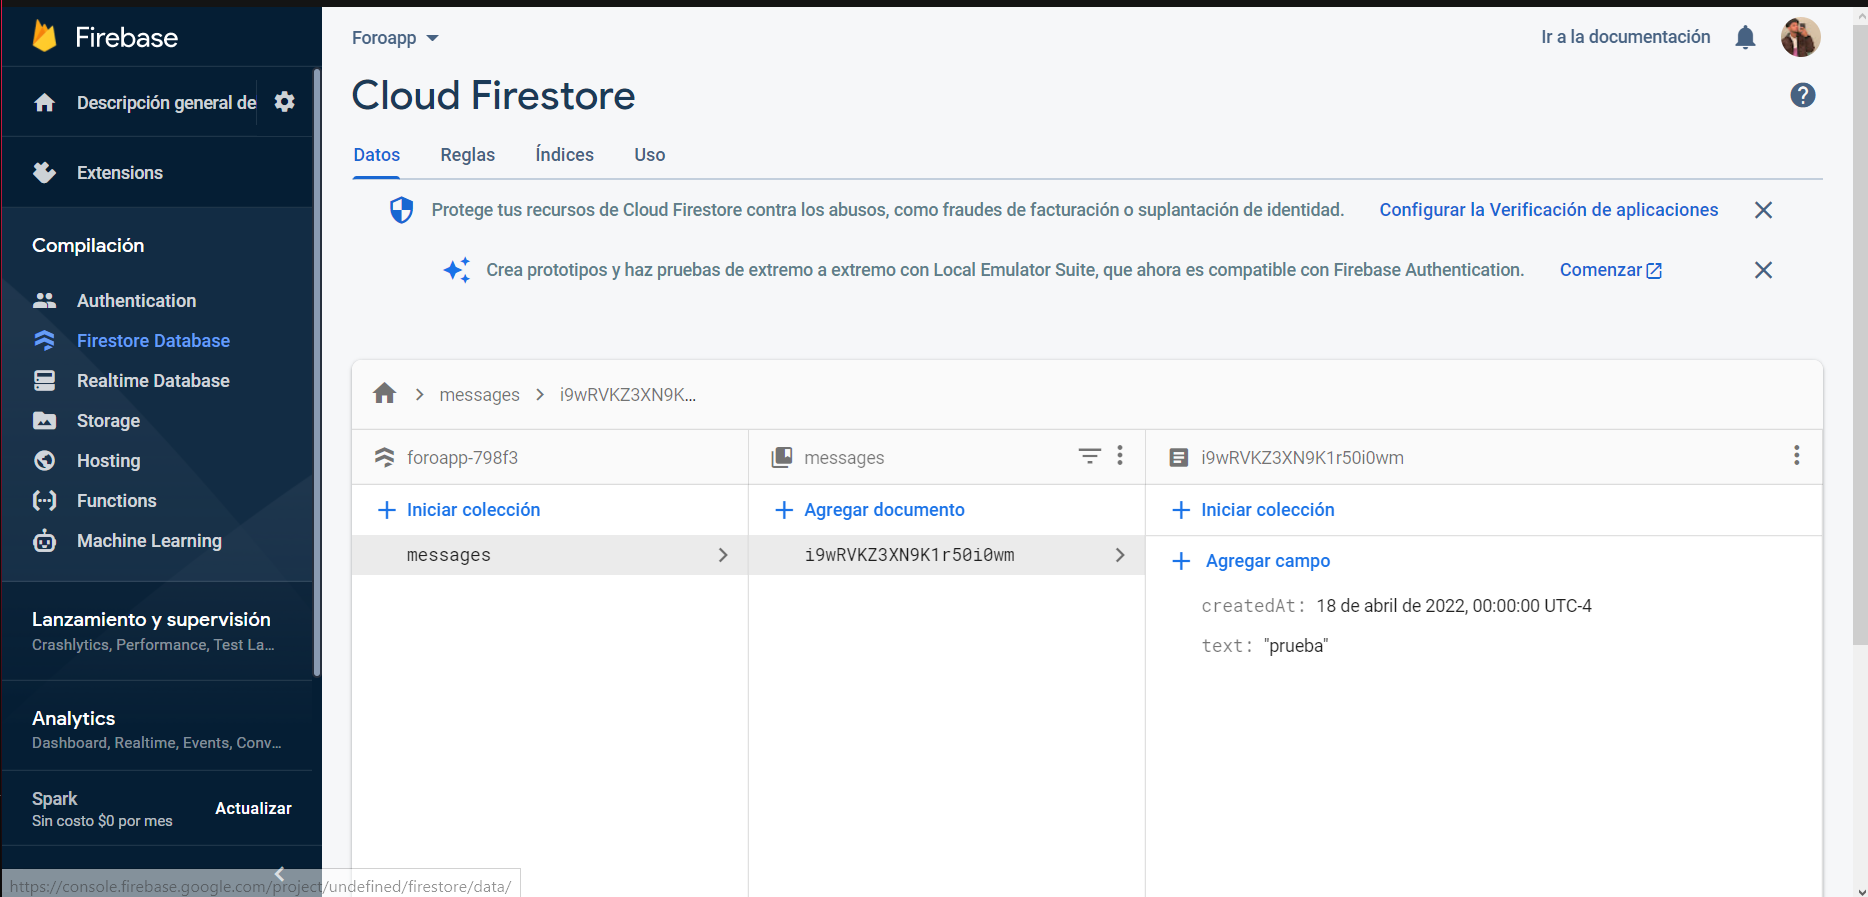 Firebase
Descripción general de
Extensions
Compilación
Authentication
Firestore Database
Realtime Database
Storage
Hosting
Functions
Machine Learning
Lanzamiento y supervisión
Crashlytics, Performance, Test La...
Analytics
Dashboard, Realtime, Events, Conv...
Spark
Sin costo $0 por mes
Actualizar
https://console.firebase.google.com/project/undefined/firestore/data/
Foroapp
Ir a la documentación
Cloud Firestore
Datos Reglas Índices Uso
Protege tus recursos de Cloud Firestore contra los abusos, como fraudes de facturación o suplantación de identidad. Configurar la Verificación de aplicaciones
Crea prototipos y haz pruebas de extremo a extremo con Local Emulator Suite, que ahora es compatible con Firebase Authentication. Comenzar
messages > i9wRVKZ3XN9K...
foroapp-798f3
Iniciar colección
messages
messages
Agregar documento
i9wRVKZ3XN9K1r50i0wm
i9wRVKZ3XN9K1r50i0wm
Iniciar colección
Agregar campo
createdAt: 18 de abril de 2022, 00:00:00 UTC-4
text: "prueba"